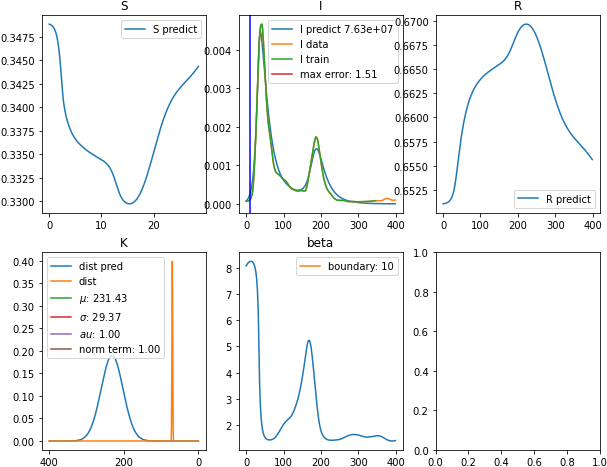 S
S predict
0.3475
0.3450
0.3425
0.3400
0.3375
0.3350
0.3325
0.3300
0 10 20
I
I predict 7.63e+07
I data
I train
max error: 1.51
0.004
0.003
0.002
0.001
0.000
0 100 200 300 400
R
R predict
0.6700
0.6675
0.6650
0.6625
0.6600
0.6575
0.6550
0.6525
0 100 200 300 400
K
dist pred
dist
μ: 231.43
σ: 29.37
au: 1.00
norm term: 1.00
0.40
0.35
0.30
0.25
0.20
0.15
0.10
0.05
0.00
400 200 0
beta
boundary: 10
8
7
6
5
4
3
2
0 100 200 300 400
1.0
0.8
0.6
0.4
0.2
0.0
0.0 0.2 0.4 0.6 0.8 1.0